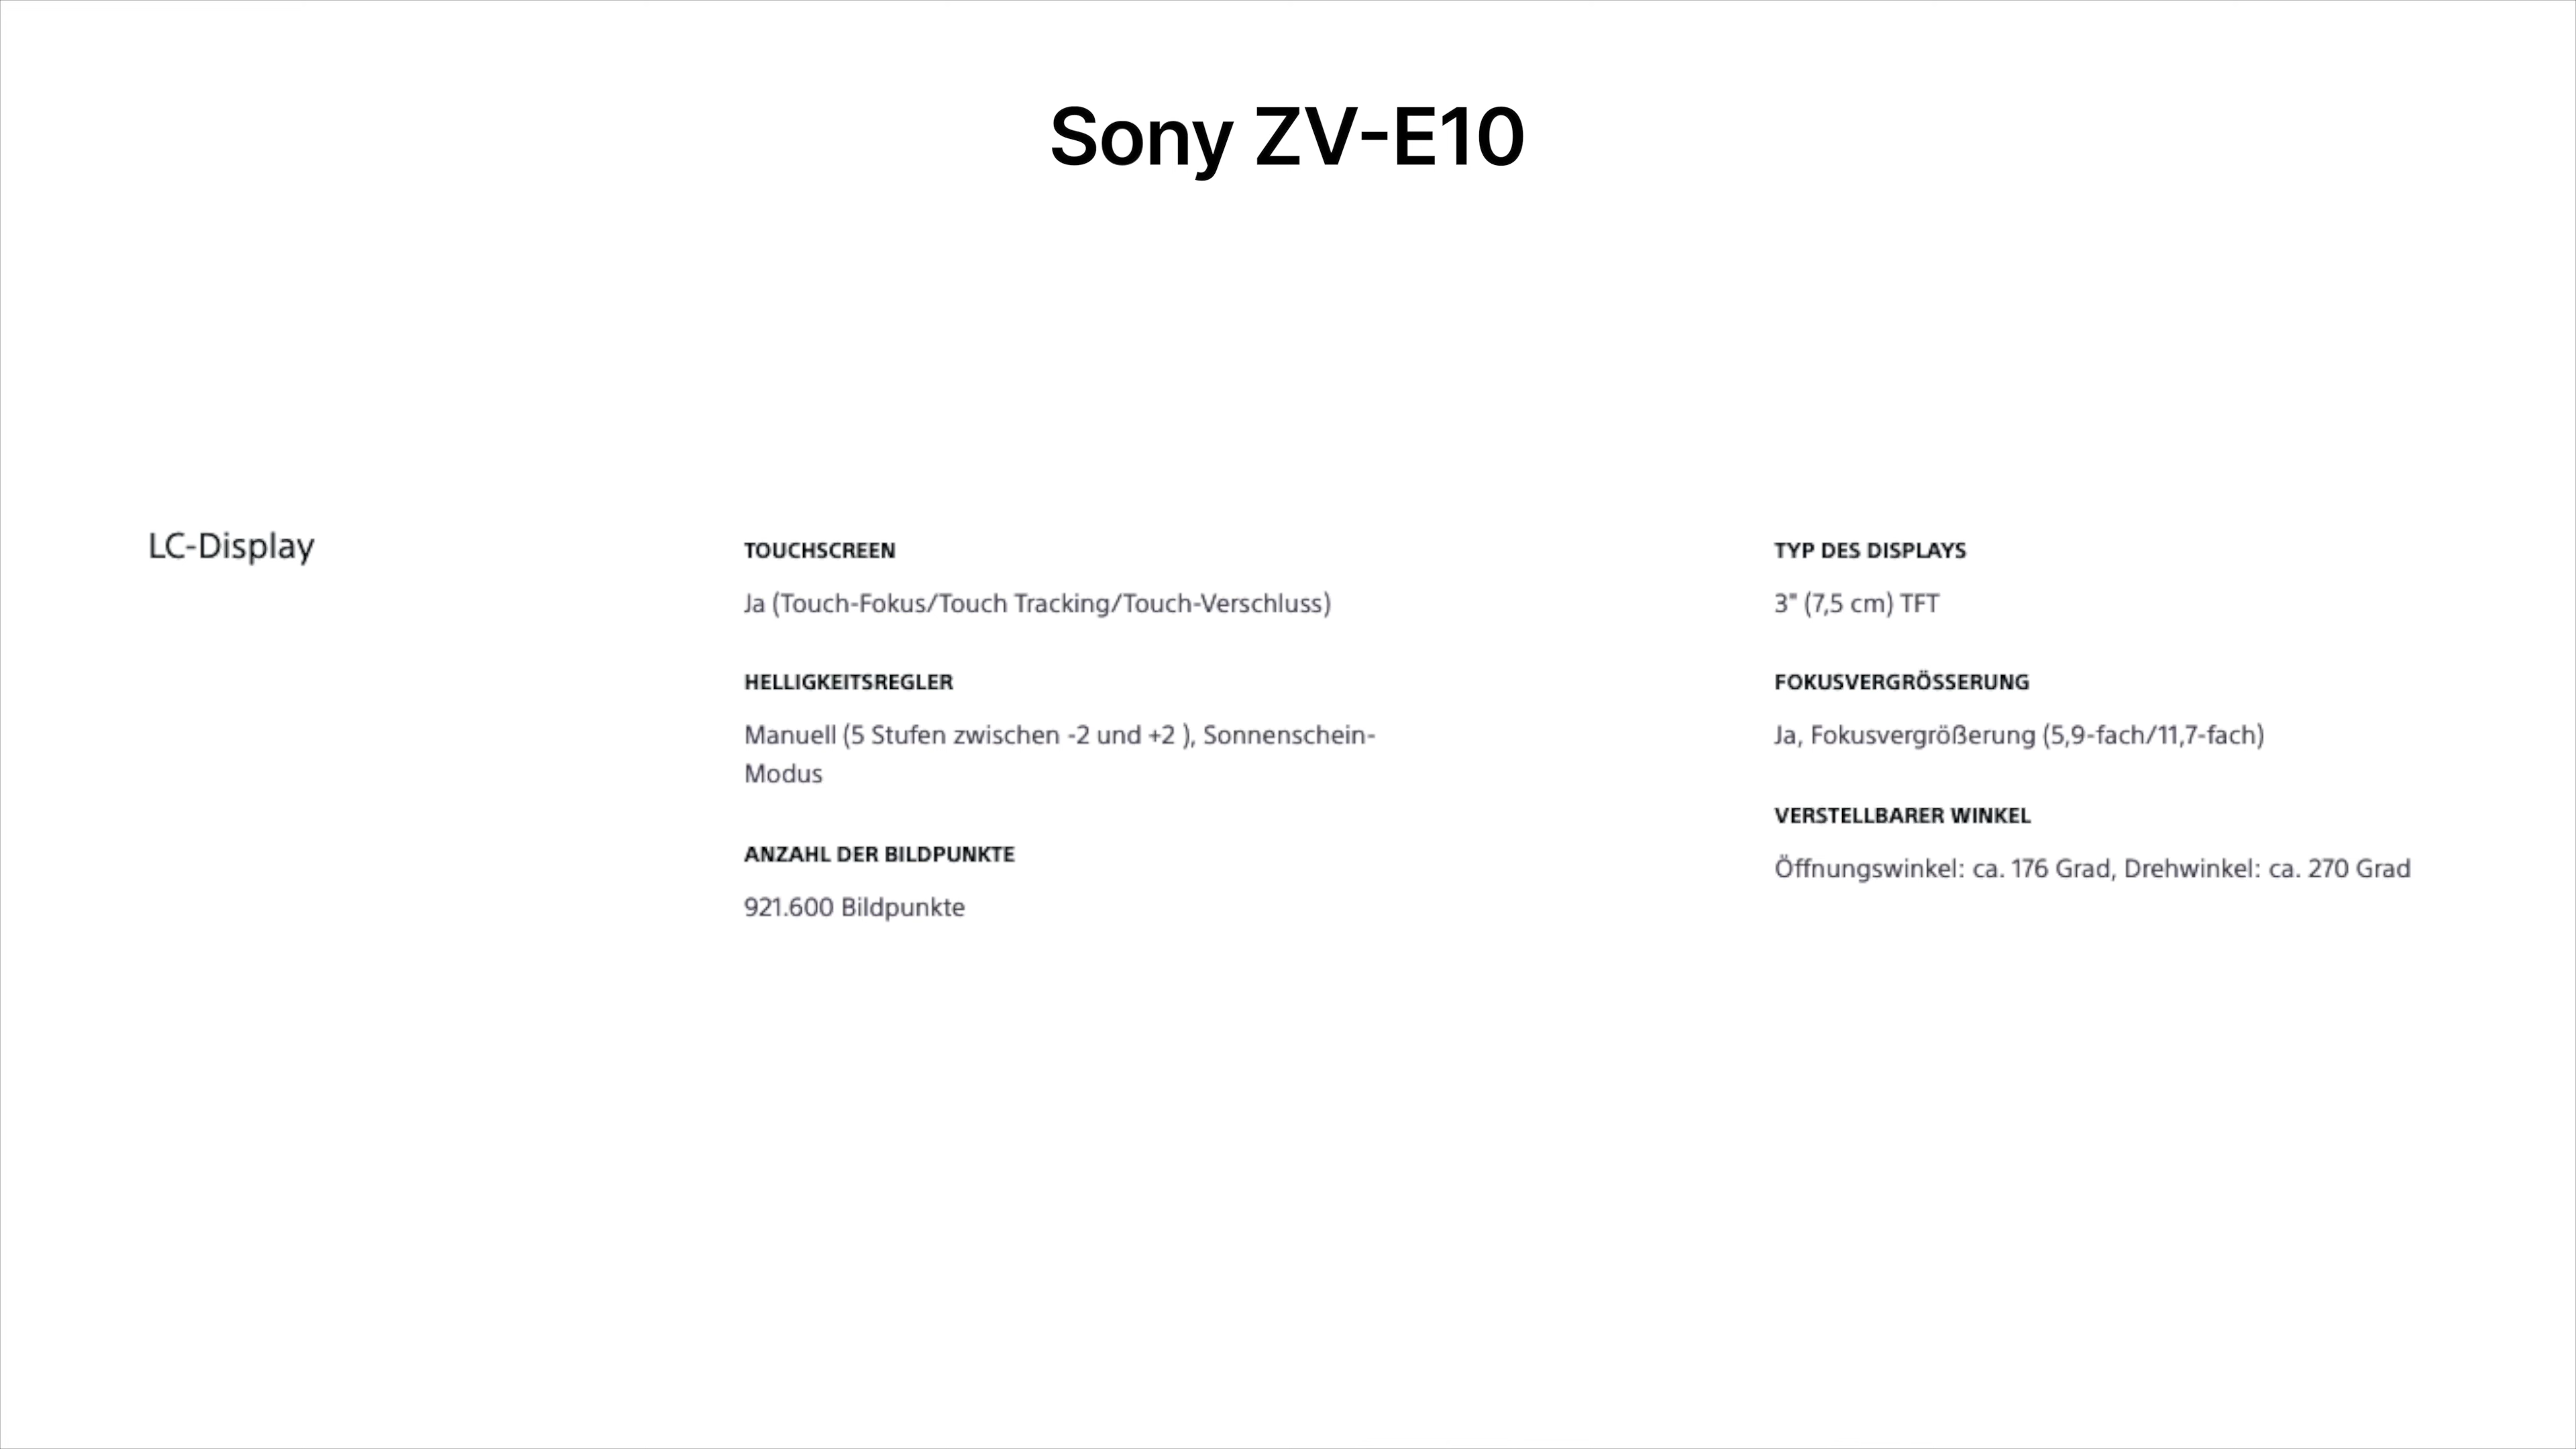 Sony ZV-E10
LC-Display
TOUCHSCREEN
Ja (Touch-Fokus/Touch Tracking/Touch-Verschluss)
HELLIGKEITSREGLER
Manuell (5 Stufen zwischen -2 und +2 ), Sonnenschein-
Modus
ANZAHL DER BILDPUNKTE
921.600 Bildpunkte
TYP DES DISPLAYS
3" (7,5 cm) TFT
FOKUSVERGRÖSSERUNG
Ja, Fokusvergrößerung (5,9-fach/11,7-fach)
VERSTELLBARER WINKEL
Öffnungswinkel: ca. 176 Grad, Drehwinkel: ca. 270 Grad